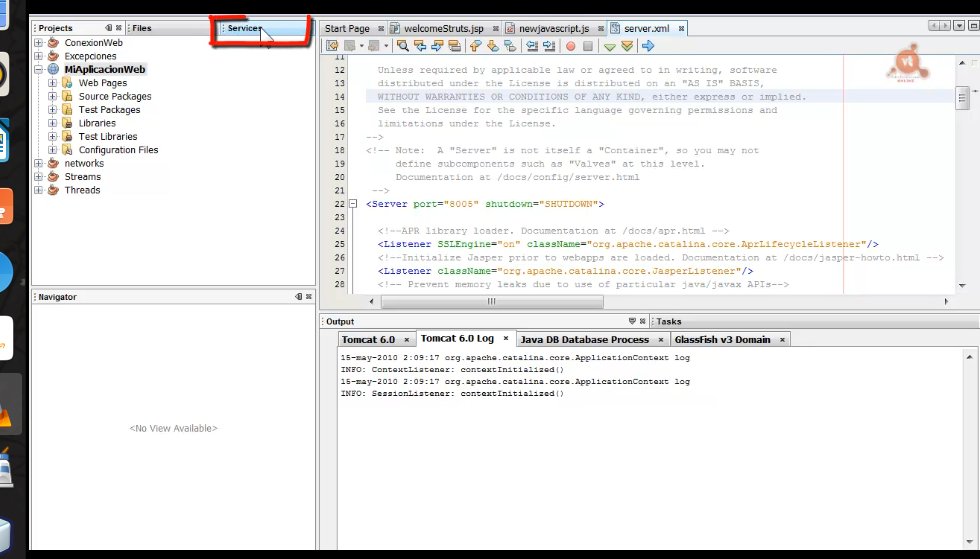 Projects
Files
Services
ConexionWeb
Excepciones
MiAplicacionWeb
Web Pages
Source Packages
Test Packages
Libraries
Test Libraries
Configuration Files
networks
Streams
Threads
Navigator
<No View Available>
Start Page
welcomeStruts.jsp
newjavascript.js
server.xml
11
12 Unless required by applicable law or agreed to in writing, software
13 distributed under the License is distributed on an "AS IS" BASIS,
14 WITHOUT WARRANTIES OR CONDITIONS OF ANY KIND, either express or implied.
15 See the License for the specific language governing permissions and
16 limitations under the License.
17 -->
18 <!-- Note: A "Server" is not itself a "Container", so you may not
19 define subcomponents such as "Valves" at this level.
20 Documentation at /docs/config/server.html
21 -->
22 <Server port="8005" shutdown="SHUTDOWN">
23
24 <!--APR library loader. Documentation at /docs/apr.html -->
25 <Listener SSLEngine="on" className="org.apache.catalina.core.AprLifecycleListener"/>
26 <!--Initialize Jasper prior to webapps are loaded. Documentation at /docs/jasper-howto.html -->
27 <Listener className="org.apache.catalina.core.JasperListener"/>
28 <!-- Prevent memory leaks due to use of particular java/javax APIs-->
Output
Tasks
Tomcat 6.0
Tomcat 6.0 Log
Java DB Database Process
GlassFish v3 Domain
15-may-2010 2:09:17 org.apache.catalina.core.ApplicationContext log
INFO: ContextListener: contextInitialized()
15-may-2010 2:09:17 org.apache.catalina.core.ApplicationContext log
INFO: SessionListener: contextInitialized()